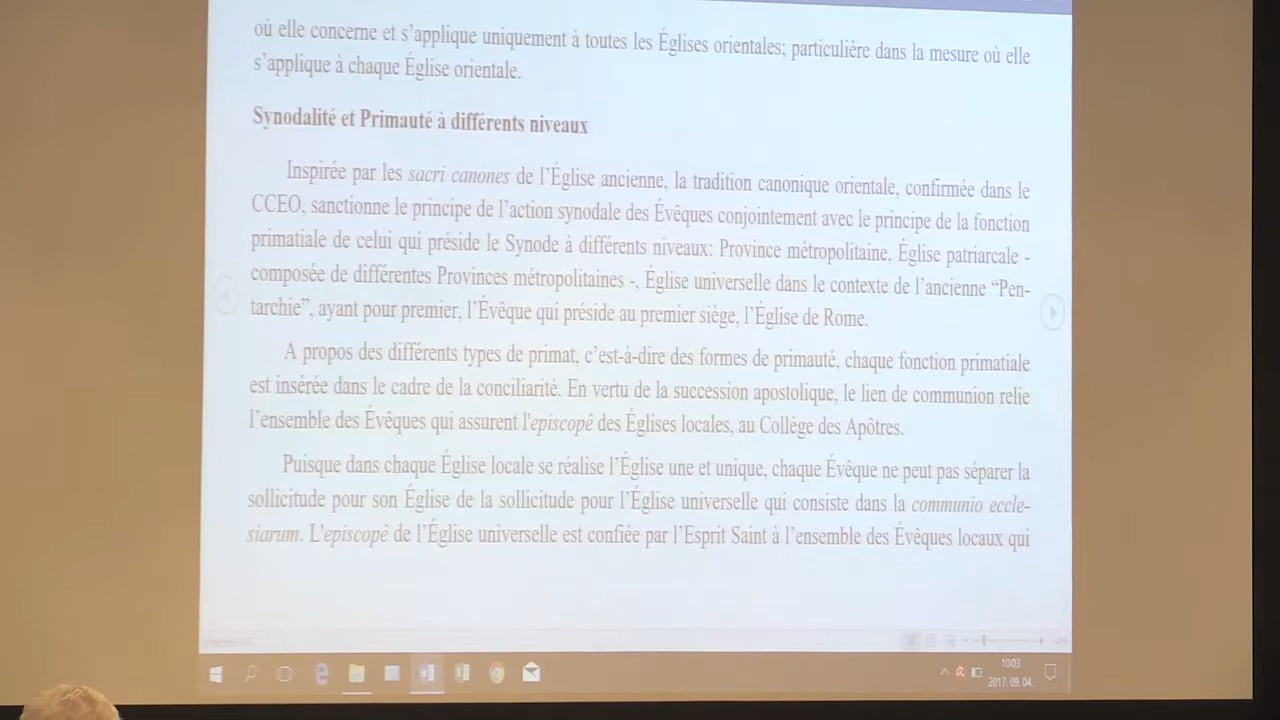 où elle concerne et s’applique uniquement à toutes les Églises orientales; particulière dans la mesure où elle
s’applique à chaque Église orientale.
Synodalité et Primauté à différents niveaux
Inspirée par les sacri canones de l’Église ancienne, la tradition canonique orientale, confirmée dans le
CCEO, sanctionne le principe de l’action synodale des Évêques conjointement avec le principe de la fonction
primatiale de celui qui préside le Synode à différents niveaux: Province métropolitaine, Église patriarcale -
composée de différentes Provinces métropolitaines -, Église universelle dans le contexte de l’ancienne “Pen-
tarchie”, ayant pour premier, l’Évêque qui préside au premier siège, l’Église de Rome.
A propos des différents types de primat, c’est-à-dire des formes de primauté, chaque fonction primatiale
est insérée dans le cadre de la conciliarité. En vertu de la succession apostolique, le lien de communion relie
l’ensemble des Évêques qui assurent l'episcopê des Églises locales, au Collège des Apôtres.
Puisque dans chaque Église locale se réalise l’Église une et unique, chaque Évêque ne peut pas séparer la
sollicitude pour son Église de la sollicitude pour l’Église universelle qui consiste dans la communio eccle-
siarum. L'episcopê de l’Église universelle est confiée par l’Esprit Saint à l’ensemble des Évêques locaux qui
10:03
2017. 09. 04.